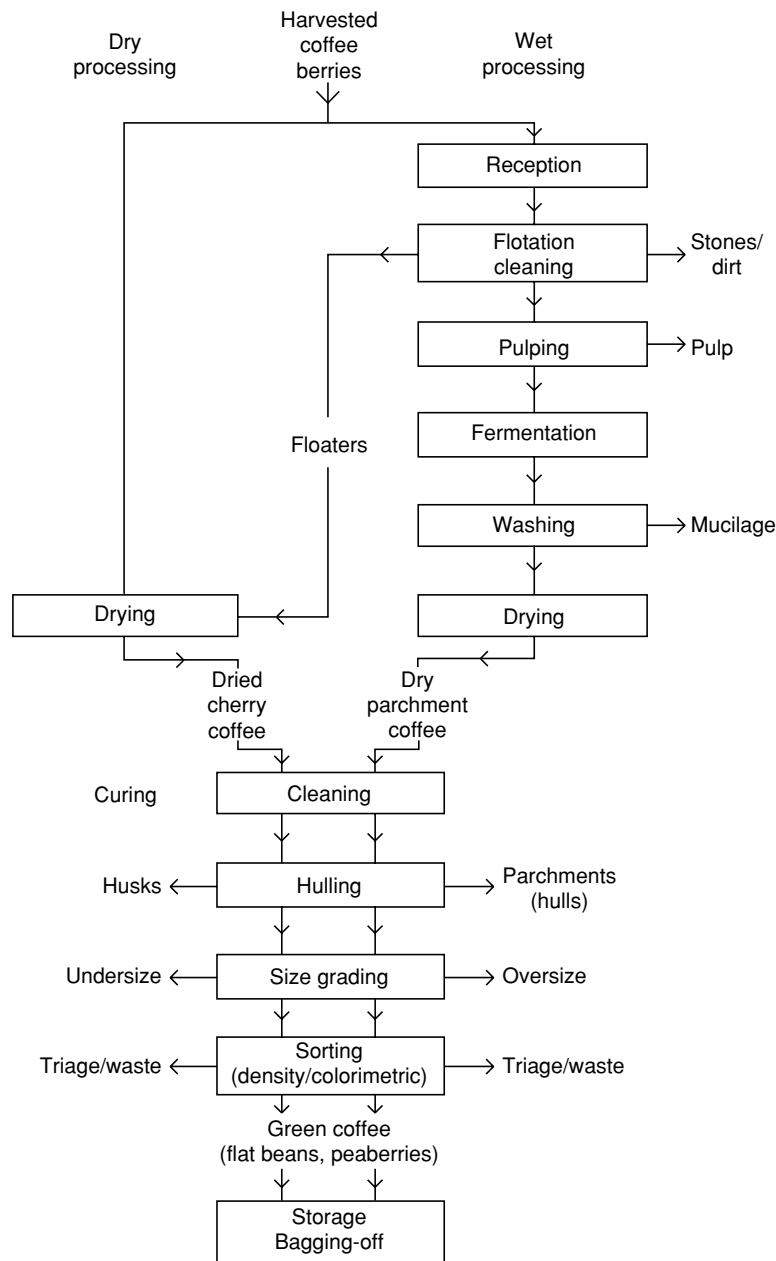 Dry
processing
Harvested
coffee
berries
Wet
processing
Reception
Flotation
cleaning
Stones/
dirt
Pulping
Pulp
Fermentation
Floaters
Washing
Mucilage
Drying
Drying
Dried
cherry
coffee
Dry
parchment
coffee
Curing
Cleaning
Husks
Hulling
Parchments
(hulls)
Undersize
Size grading
Oversize
Triage/waste
Sorting
(density/colorimetric)
Triage/waste
Green coffee
(flat beans, peaberries)
Storage
Bagging-off